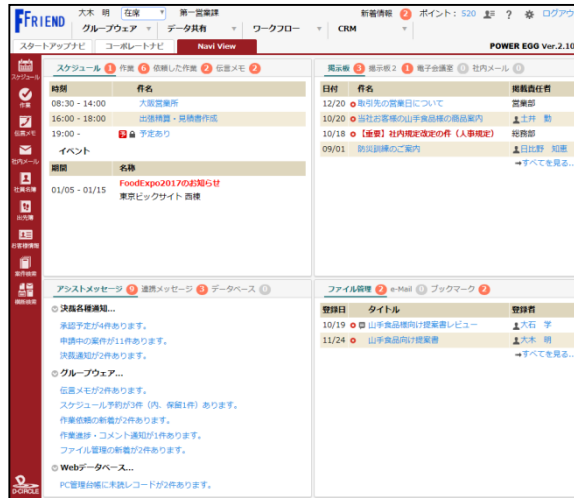 FFRIEND 大木 明 在席 第一営業課 新着情報 2 ポイント: 520 ? ログアウ
グループウェア データ共有 ワークフロー CRM
スタートアップナビ コーポレートナビ Navi View POWER EGG Ver.2.10
スケジュール
作業
伝言メモ
社内メール
社員名簿
出先簿
お客様情報
案件検索
横断検索
D-CIRCLE
スケジュール 1 作業 6 依頼した作業 2 伝言メモ 2
時刻 件名
08:30 - 14:00 大阪営業所
16:00 - 18:00 出張精算・見積書作成
19:00 - 予定あり
イベント
期間 名称
01/05 - 01/15 FoodExpo2017のお知らせ
東京ビックサイト 西棟
掲示板 3 掲示板2 1 電子会議室 0 社内メール 0
日付 件名 掲載責任者
12/20 取引先の営業日について 営業部
10/20 当社お客様の山手食品様の商品案内 土井 勤
10/18 【重要】社内規定改定の件(人事規定) 総務部
09/01 防災訓練のご案内 日比野 知恵
→すべてを見る...
アシストメッセージ 9 連携メッセージ 3 データベース 0
決裁各種通知...
承認予定が4件あります。
申請中の案件が11件あります。
決裁通知が2件あります。
グループウェア...
伝言メモが2件あります。
スケジュール予約が3件(内、保留1件)あります。
作業依頼の新着が2件あります。
作業進捗・コメント通知が1件あります。
ファイル管理の新着が2件あります。
Webデータベース...
PC管理台帳に未読レコードが2件あります。
ファイル管理 2 e-Mail 0 ブックマーク 2
登録日 タイトル 登録者
10/19 山手食品様向け提案書レビュー 大石 学
11/24 山手食品向け提案書 大木 明
→すべてを見る...